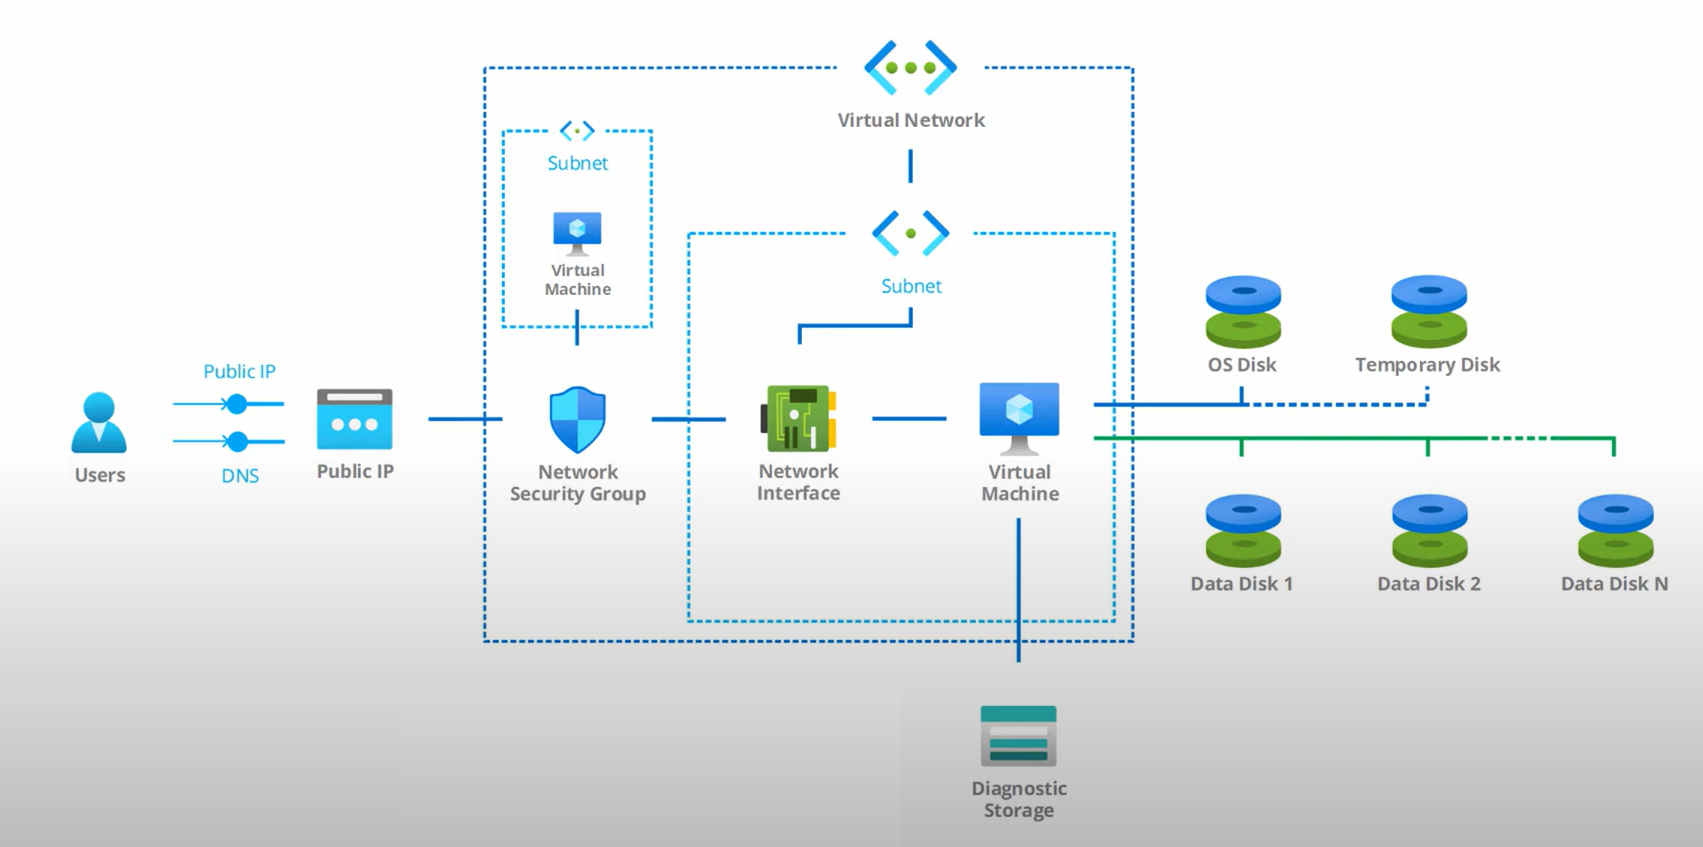 Virtual Network
Subnet
Virtual
Machine
Subnet
Public IP
DNS
Users
Public IP
Network
Security Group
Network
Interface
Virtual
Machine
OS Disk
Temporary Disk
Data Disk 1
Data Disk 2
Data Disk N
Diagnostic
Storage